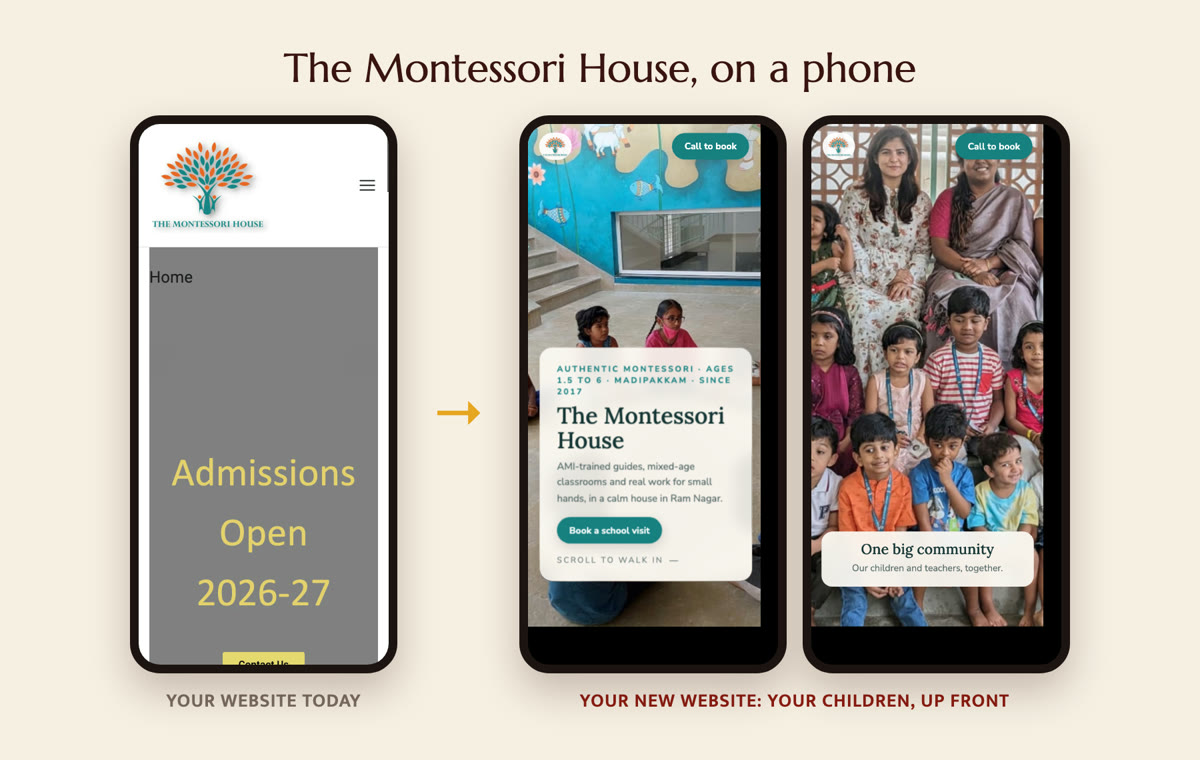 The Montessori House, on a phone
THE MONTESSORI HOUSE
Home
Admissions
Open
2026-27
Contact Us
YOUR WEBSITE TODAY
Call to book
AUTHENTIC MONTESSORI · AGES
1.5 TO 6 · MADIPAKKAM · SINCE
2017
The Montessori
House
AMI-trained guides, mixed-age
classrooms and real work for small
hands, in a calm house in Ram Nagar.
Book a school visit
SCROLL TO WALK IN —
Call to book
One big community
Our children and teachers, together.
YOUR NEW WEBSITE: YOUR CHILDREN, UP FRONT